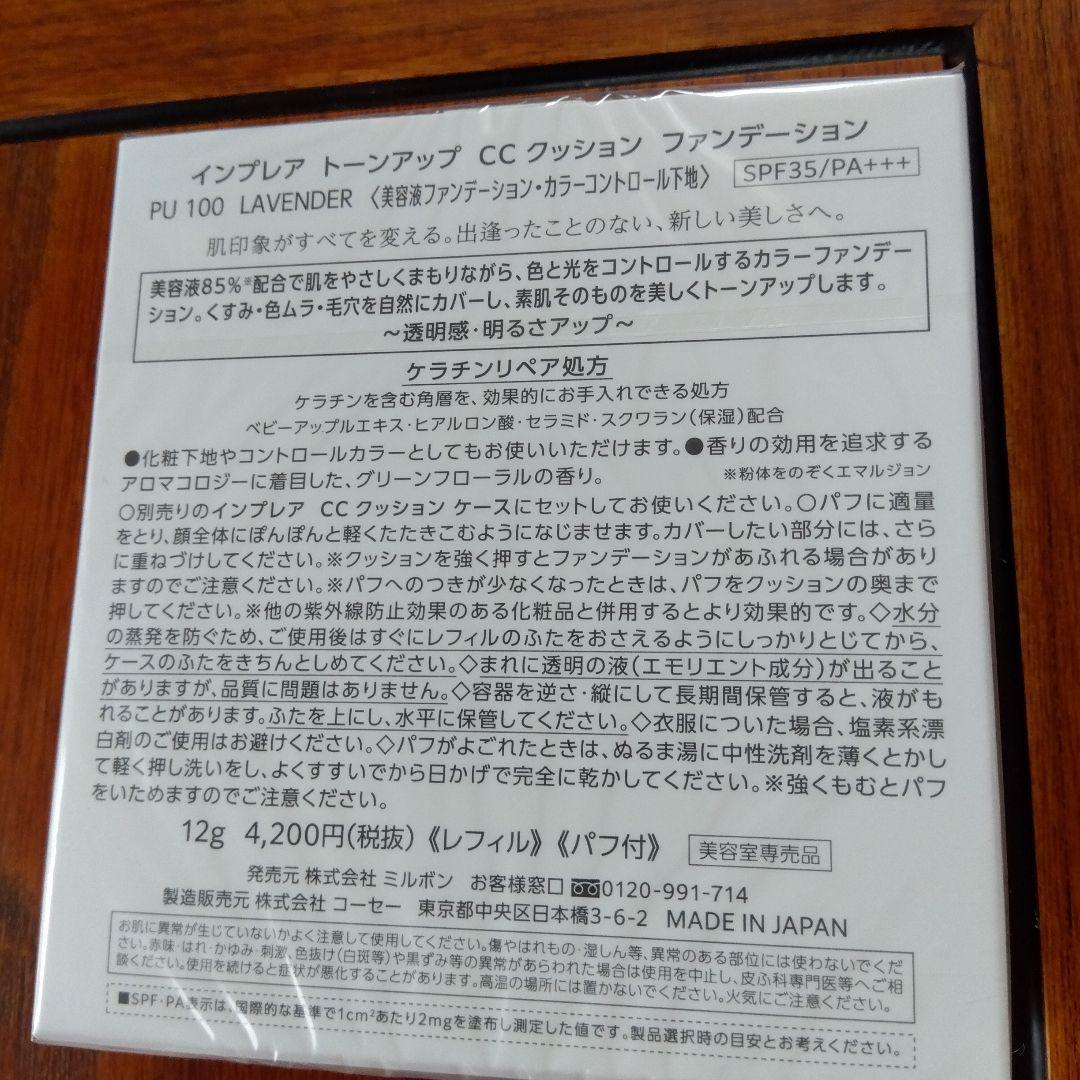 インプレア トーンアップ CC クッション ファンデーション
PU 100 LAVENDER 〈美容液ファンデーション・カラーコントロール下地〉 SPF35/PA+++
肌印象がすべてを変える。出逢ったことのない、新しい美しさへ。
美容液85%※配合で肌をやさしくまもりながら、色と光をコントロールするカラーファンデー
ション。くすみ・色ムラ・毛穴を自然にカバーし、素肌そのものを美しくトーンアップします。
~透明感・明るさアップ~
ケラチンリペア処方
ケラチンを含む角層を、効果的にお手入れできる処方
ベビーアップルエキス・ヒアルロン酸・セラミド・スクワラン(保湿)配合
●化粧下地やコントロールカラーとしてもお使いいただけます。●香りの効用を追求する
アロマコロジーに着目した、グリーンフローラルの香り。 ※粉体をのぞくエマルジョン
○別売りのインプレア CC クッション ケースにセットしてお使いください。○パフに適量
をとり、顔全体にぽんぽんと軽くたたきこむようになじませます。カバーしたい部分には、さら
に重ねづけしてください。※クッションを強く押すとファンデーションがあふれる場合があり
ますのでご注意ください。※パフへのつきが少なくなったときは、パフをクッションの奥まで
押してください。※他の紫外線防止効果のある化粧品と併用するとより効果的です。◇水分
の蒸発を防ぐため、ご使用後はすぐにレフィルのふたをおさえるようにしっかりとじてから、
ケースのふたをきちんとしめてください。◇まれに透明の液(エモリエント成分)が出ること
がありますが、品質に問題はありません。◇容器を逆さ・縦にして長期間保管すると、液がも
れることがあります。ふたを上にし、水平に保管してください。◇衣服についた場合、塩素系漂
白剤のご使用はお避けください。◇パフがよごれたときは、ぬるま湯に中性洗剤を薄くとかし
て軽く押し洗いをし、よくすすいでから日かげで完全に乾かしてください。※強くもむとパフ
をいためますのでご注意ください。
12g 4,200円(税抜)《レフィル》《パフ付》 美容室専売品
発売元 株式会社 ミルボン お客様窓口 0120-991-714
製造販売元 株式会社 コーセー 東京都中央区日本橋3-6-2 MADE IN JAPAN
お肌に異常が生じていないかよく注意して使用してください。傷やはれもの・湿しん等、異常のある部位には使わないでくだ
さい。赤味・はれ・かゆみ・刺激、色抜け(白斑等)や黒ずみ等の異常があらわれた場合は使用を中止し、皮ふ科専門医等へご相
談ください。使用を続けると症状が悪化することがあります。高温の場所には置かないでください。火気にご注意ください。
■SPF・PA表示は、国際的な基準で1cm²あたり2mgを塗布し測定した値です。製品選択時の目安とお考えください。